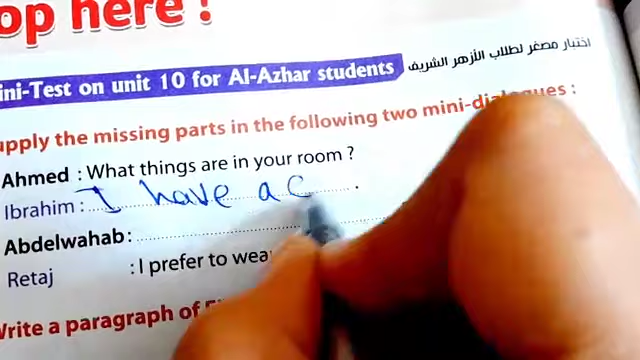 op here !
ini-Test on unit 10 for Al-Azhar students
اختبار مصغر لطلاب الأزهر الشريف
upply the missing parts in the following two mini-dialogues :
Ahmed : What things are in your room ?
Ibrahim : I have a c
Abdelwahab:
Retaj : I prefer to wea
Write a paragraph of